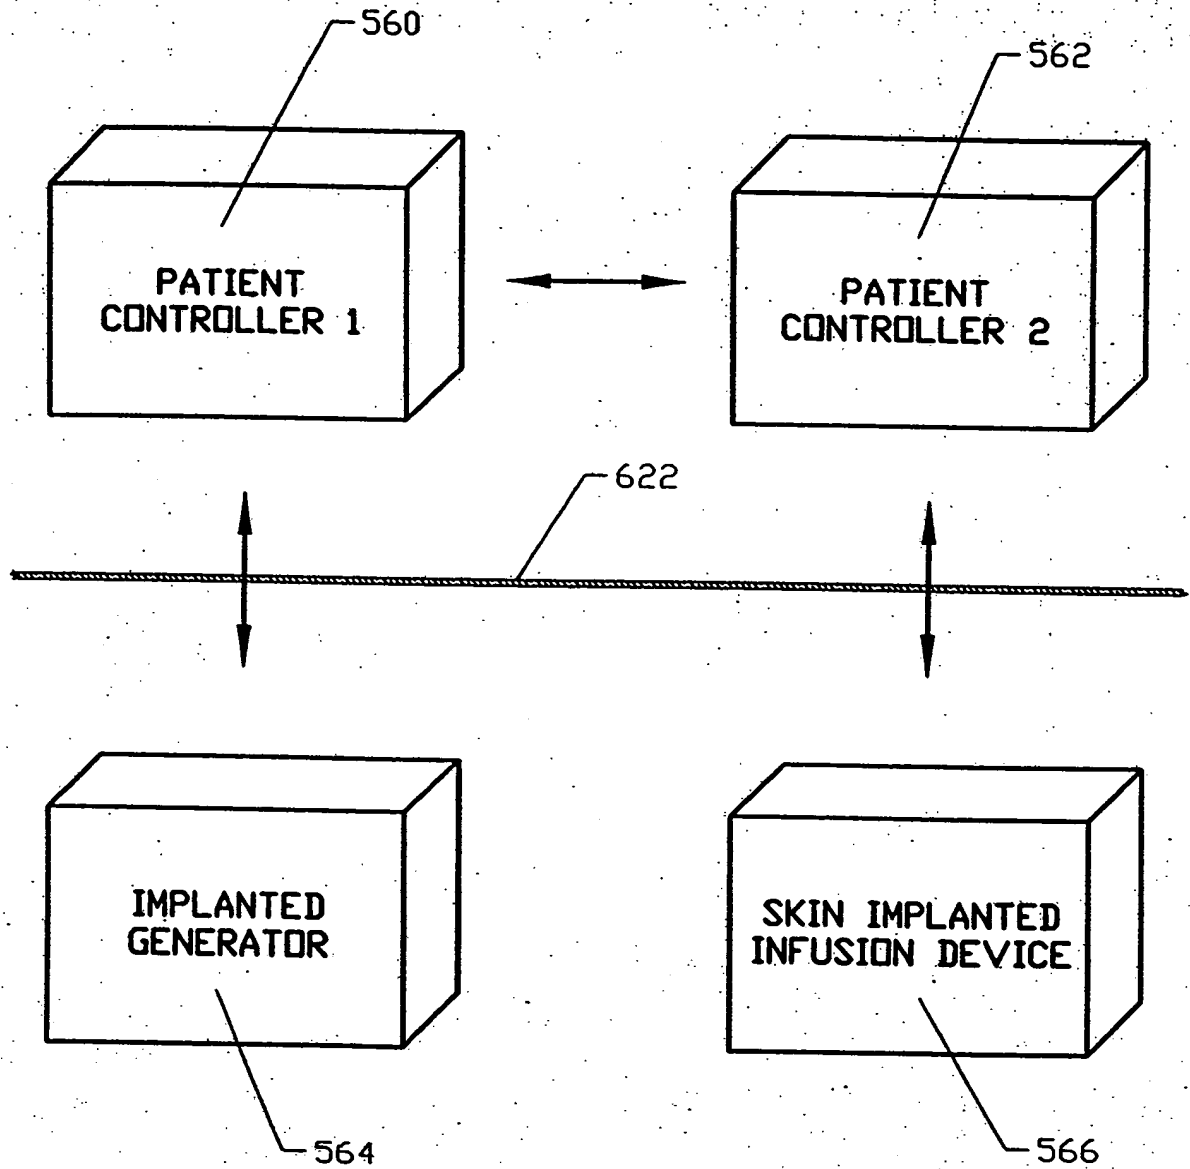 560
562
PATIENT
CONTROLLER 1
PATIENT
CONTROLLER 2
622
IMPLANTED
GENERATOR
SKIN IMPLANTED
INFUSION DEVICE
564
566